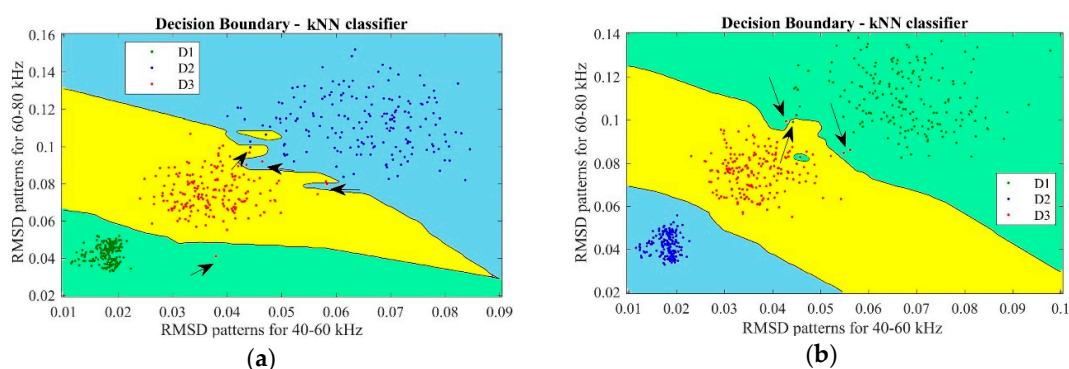 Decision Boundary - kNN classifier
RMSD patterns for 60-80 kHz
0.16
0.14
0.12
0.1
0.08
0.06
0.04
0.02
D1
D2
D3
0.01 0.02 0.03 0.04 0.05 0.06 0.07 0.08 0.09
RMSD patterns for 40-60 kHz
(a)
Decision Boundary - kNN classifier
RMSD patterns for 60-80 kHz
0.14
0.12
0.1
0.08
0.06
0.04
0.02
D1
D2
D3
0.01 0.02 0.03 0.04 0.05 0.06 0.07 0.08 0.09 0.1
RMSD patterns for 40-60 kHz
(b)